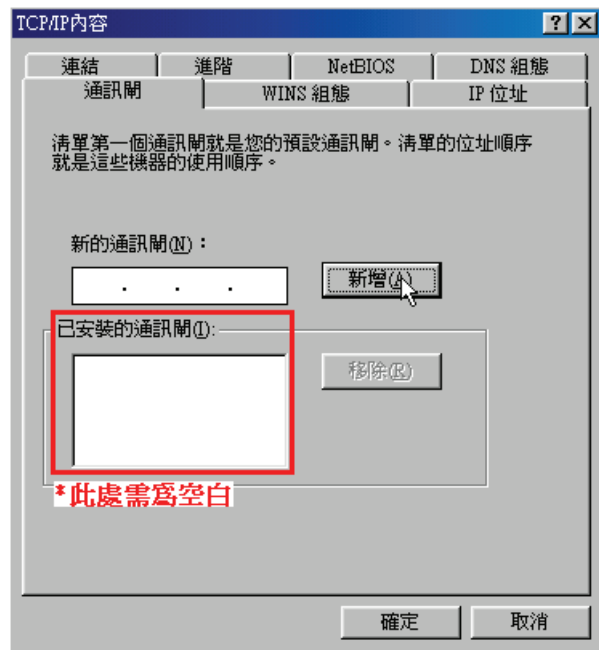 TCP/IP內容
? ×
連結 進階 NetBIOS DNS 組態
通訊閘 WINS 組態 IP 位址
清單第一個通訊閘就是您的預設通訊閘。清單的位址順序
就是這些機器的使用順序。
新的通訊閘(N)：
. . .
新增(A)
已安裝的通訊閘(I):
移除(R)
*此處需為空白
確定 取消